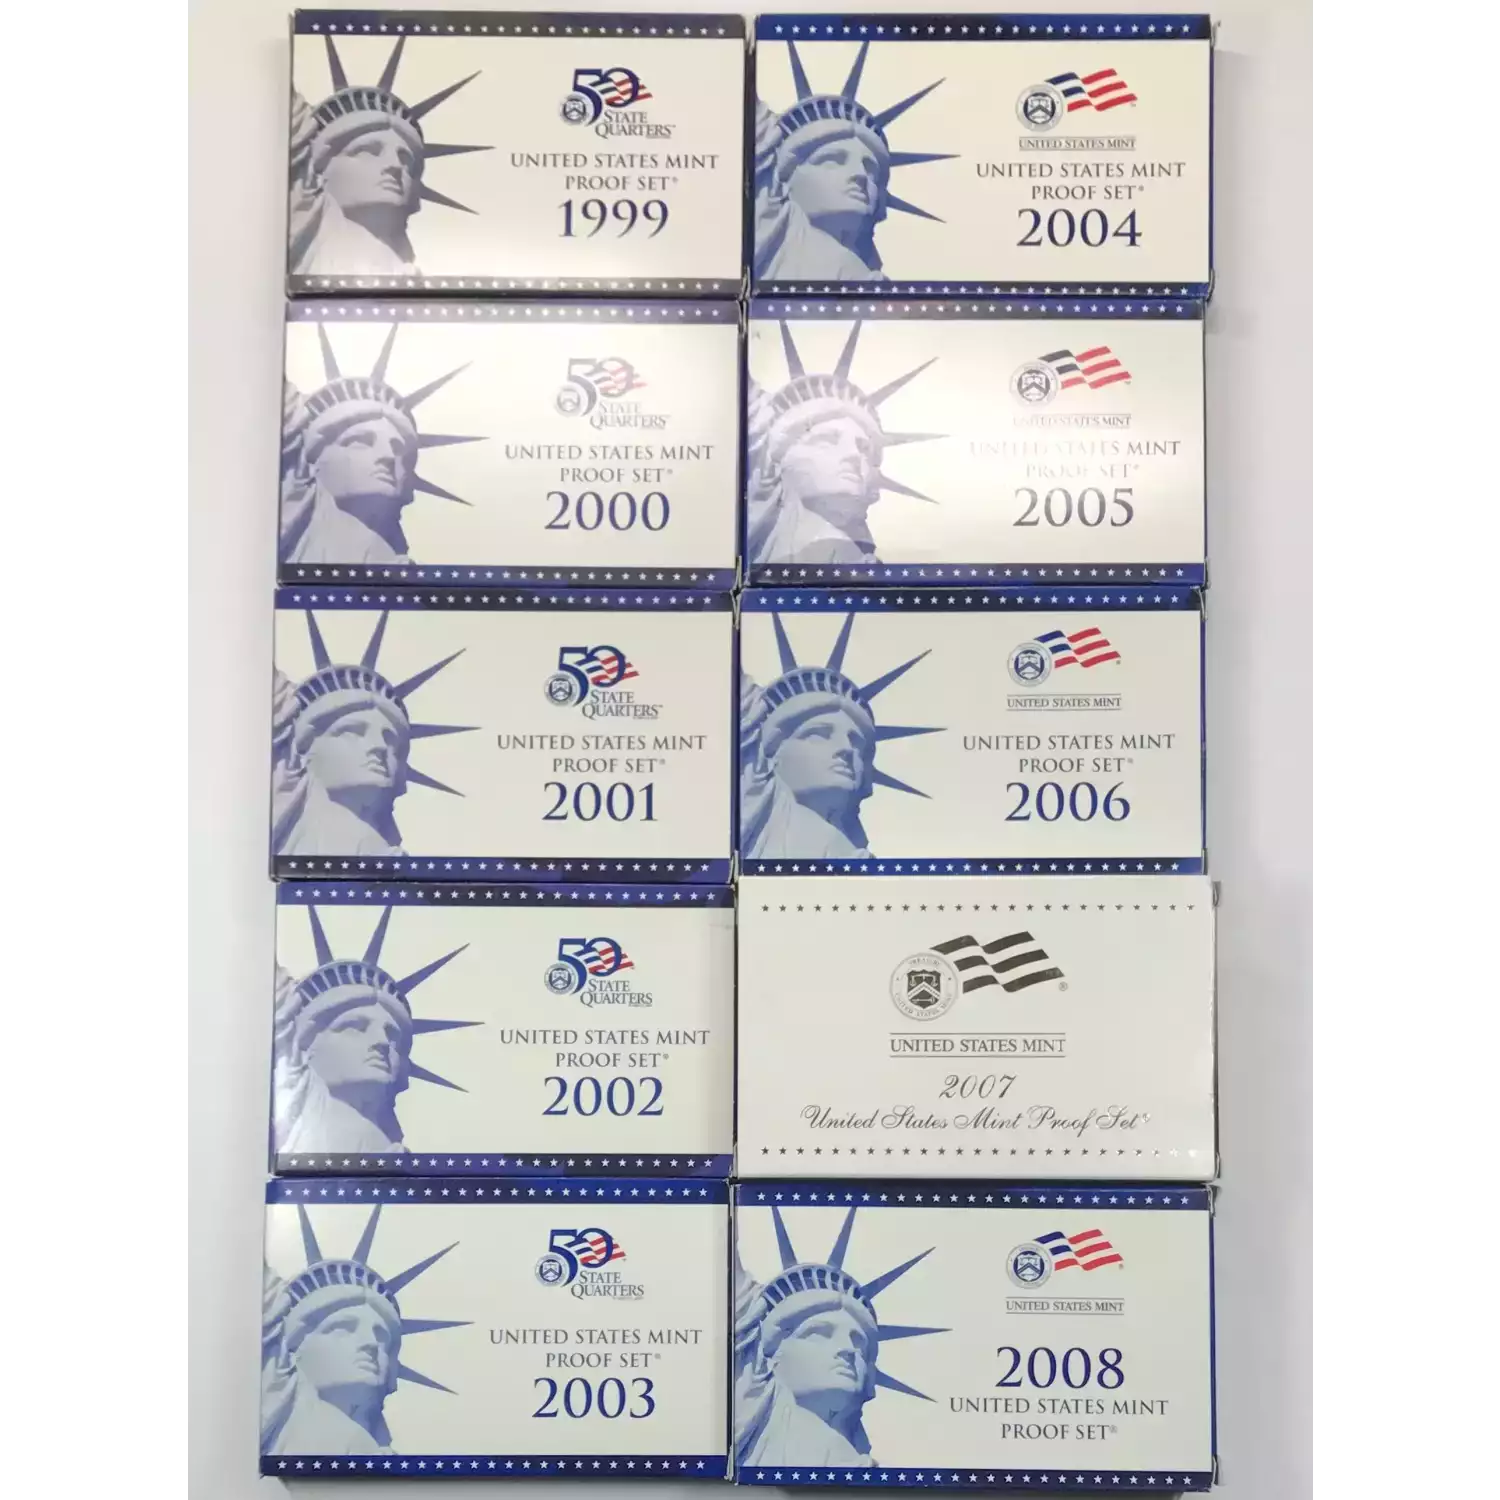 50
STATE
QUARTERS™
UNITED STATES MINT
PROOF SET®
1999
50
STATE
QUARTERS™
UNITED STATES MINT
PROOF SET®
2000
50
STATE
QUARTERS™
UNITED STATES MINT
PROOF SET®
2001
50
STATE
QUARTERS
UNITED STATES MINT
PROOF SET®
2002
50
STATE
QUARTERS
UNITED STATES MINT
PROOF SET®
2003
UNITED STATES MINT
UNITED STATES MINT
PROOF SET®
2004
UNITED STATES MINT
UNITED STATES MINT
PROOF SET®
2005
UNITED STATES MINT
UNITED STATES MINT
PROOF SET®
2006
UNITED STATES MINT
2007
United States Mint Proof Set®
UNITED STATES MINT
2008
UNITED STATES MINT
PROOF SET®